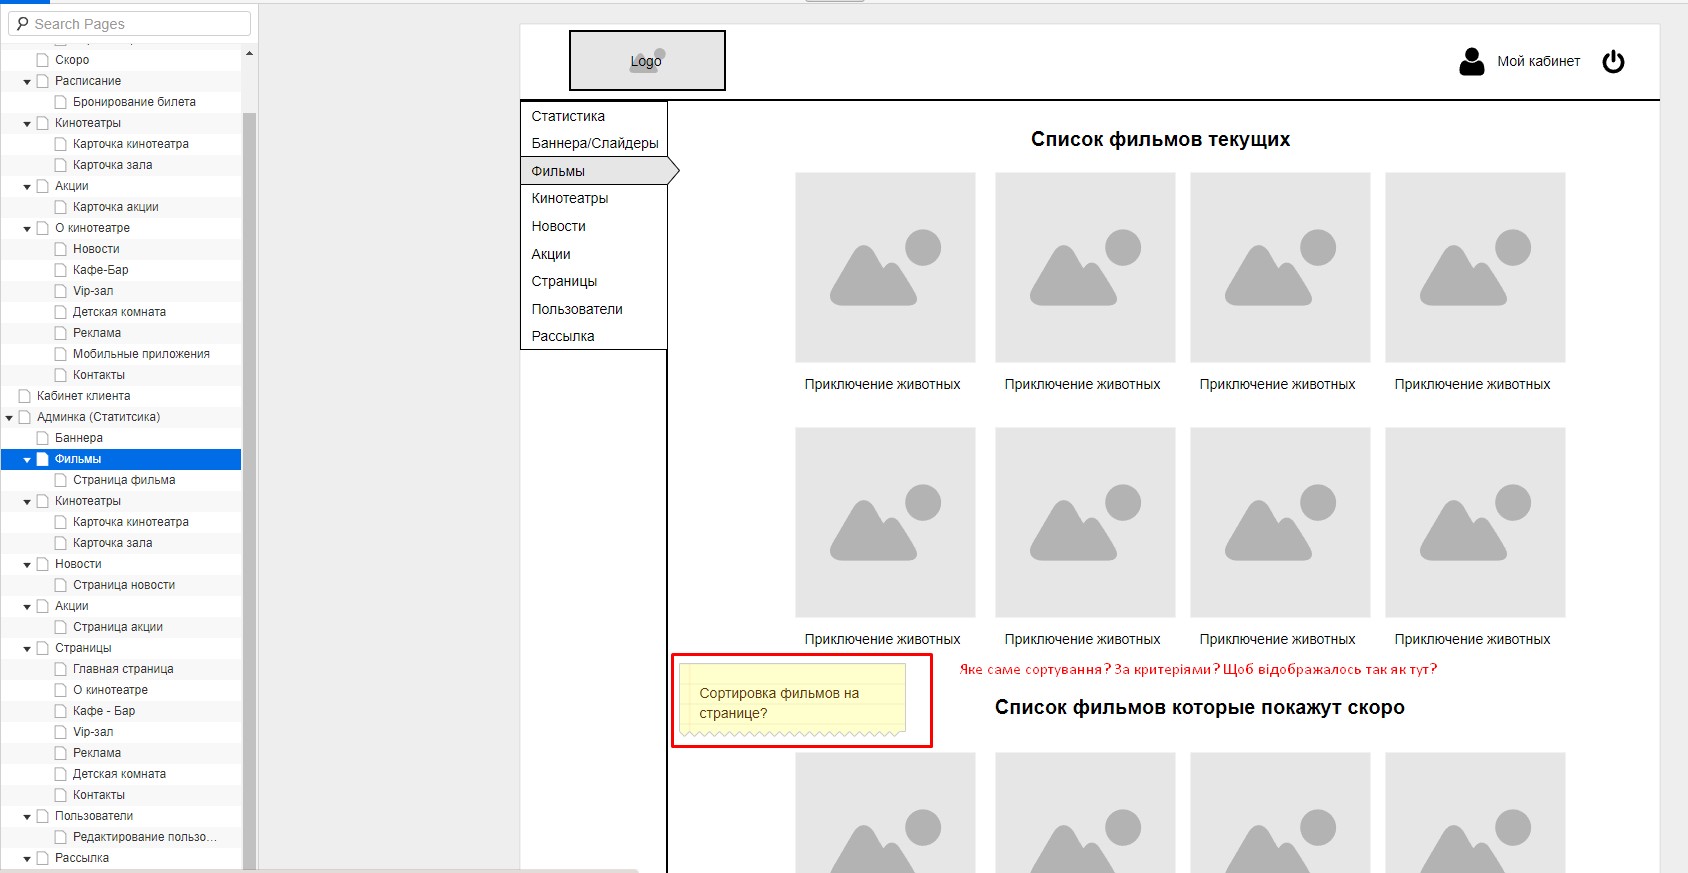 Search Pages
Скоро
Расписание
Бронирование билета
Кинотеатры
Карточка кинотеатра
Карточка зала
Акции
Карточка акции
О кинотеатре
Новости
Кафе-Бар
Vip-зал
Детская комната
Реклама
Мобильные приложения
Контакты
Кабинет клиента
Админка (Статитсика)
Баннера
Фильмы
Страница фильма
Кинотеатры
Карточка кинотеатра
Карточка зала
Новости
Страница новости
Акции
Страница акции
Страницы
Главная страница
О кинотеатре
Кафе - Бар
Vip-зал
Реклама
Детская комната
Контакты
Пользователи
Редактирование пользо...
Рассылка
Logo
Мой кабинет
Статистика
Баннера/Слайдеры
Фильмы
Кинотеатры
Новости
Акции
Страницы
Пользователи
Рассылка
Список фильмов текущих
Приключение животных Приключение животных Приключение животных Приключение животных
Приключение животных Приключение животных Приключение животных Приключение животных
Яке саме сортування? За критеріями? Щоб відображалось так як тут?
Сортировка фильмов на
странице?
Список фильмов которые покажут скоро